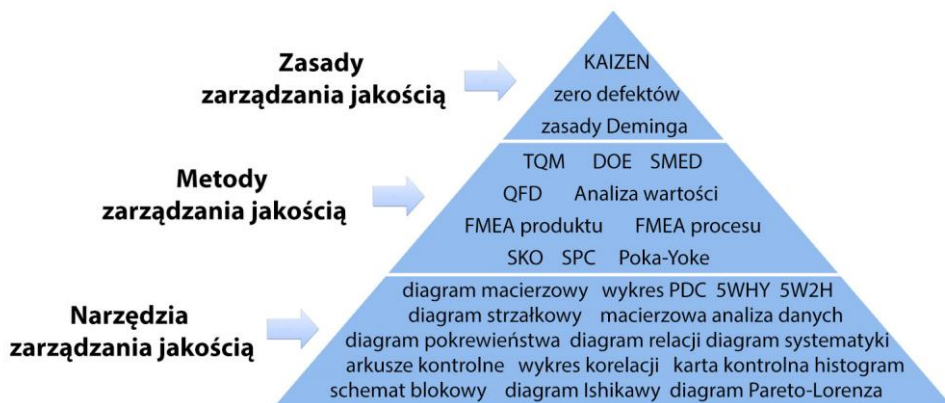 Zasady
zarządzania jakością
KAIZEN
zero defektów
zasady Deminga
Metody
zarządzania jakością
TQM DOE SMED
QFD Analiza wartości
FMEA produktu FMEA procesu
SKO SPC Poka-Yoke
Narzędzia
zarządzania jakością
diagram macierzowy wykres PDC 5WHY 5W2H
diagram strzałkowy macierzowa analiza danych
diagram pokrewieństwa diagram relacji diagram systematyki
arkusze kontrolne wykres korelacji karta kontrolna histogram
schemat blokowy diagram Ishikawy diagram Pareto-Lorenza